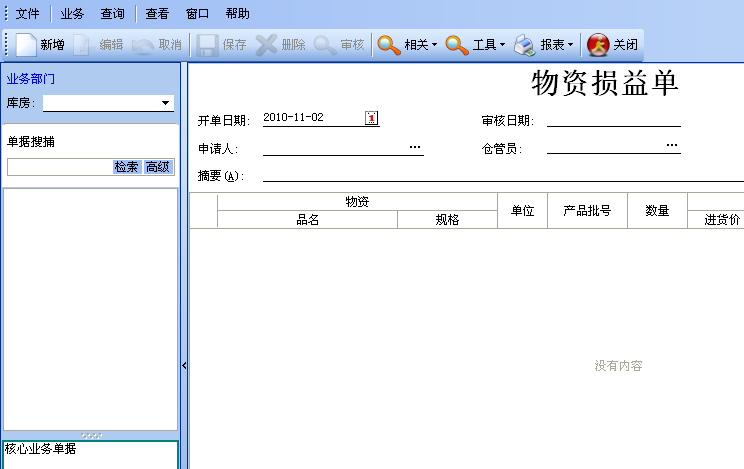 文件 业务 查询 查看 窗口 帮助
新增 编辑 取消 保存 删除 审核 相关 工具 报表 关闭
业务部门
库房:
单据搜捕
检索 高级
核心业务单据
物资损益单
开单日期: 2010-11-02 1 审核日期:
申请人: ... 仓管员: ...
摘要(A):
物资 单位 产品批号 数量
品名 规格 进货价
没有内容